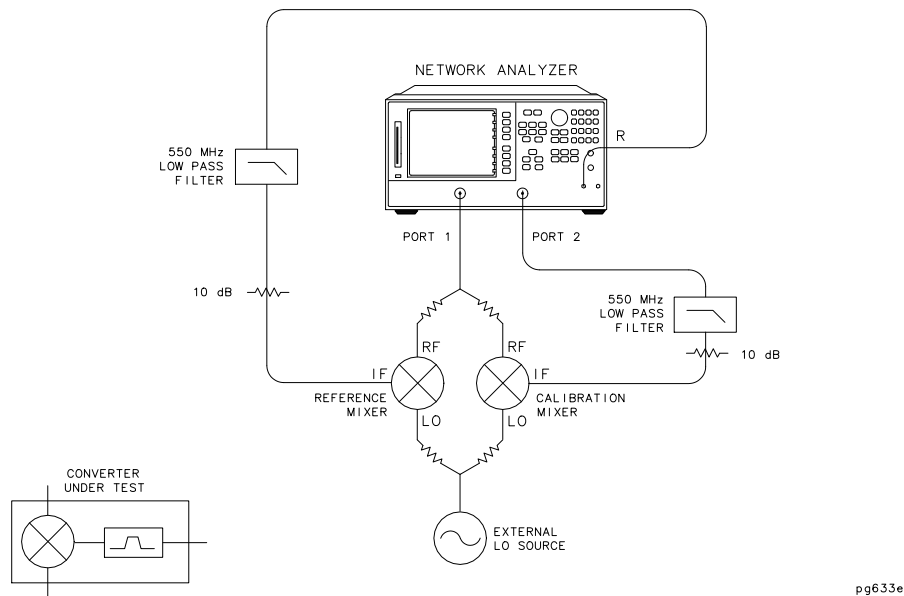 NETWORK ANALYZER
R
550 MHz
LOW PASS
FILTER
PORT 1
PORT 2
10 dB
550 MHz
LOW PASS
FILTER
10 dB
RF
RF
IF
IF
REFERENCE
MIXER
CALIBRATION
MIXER
LO
LO
CONVERTER
UNDER TEST
EXTERNAL
LO SOURCE
pg633e